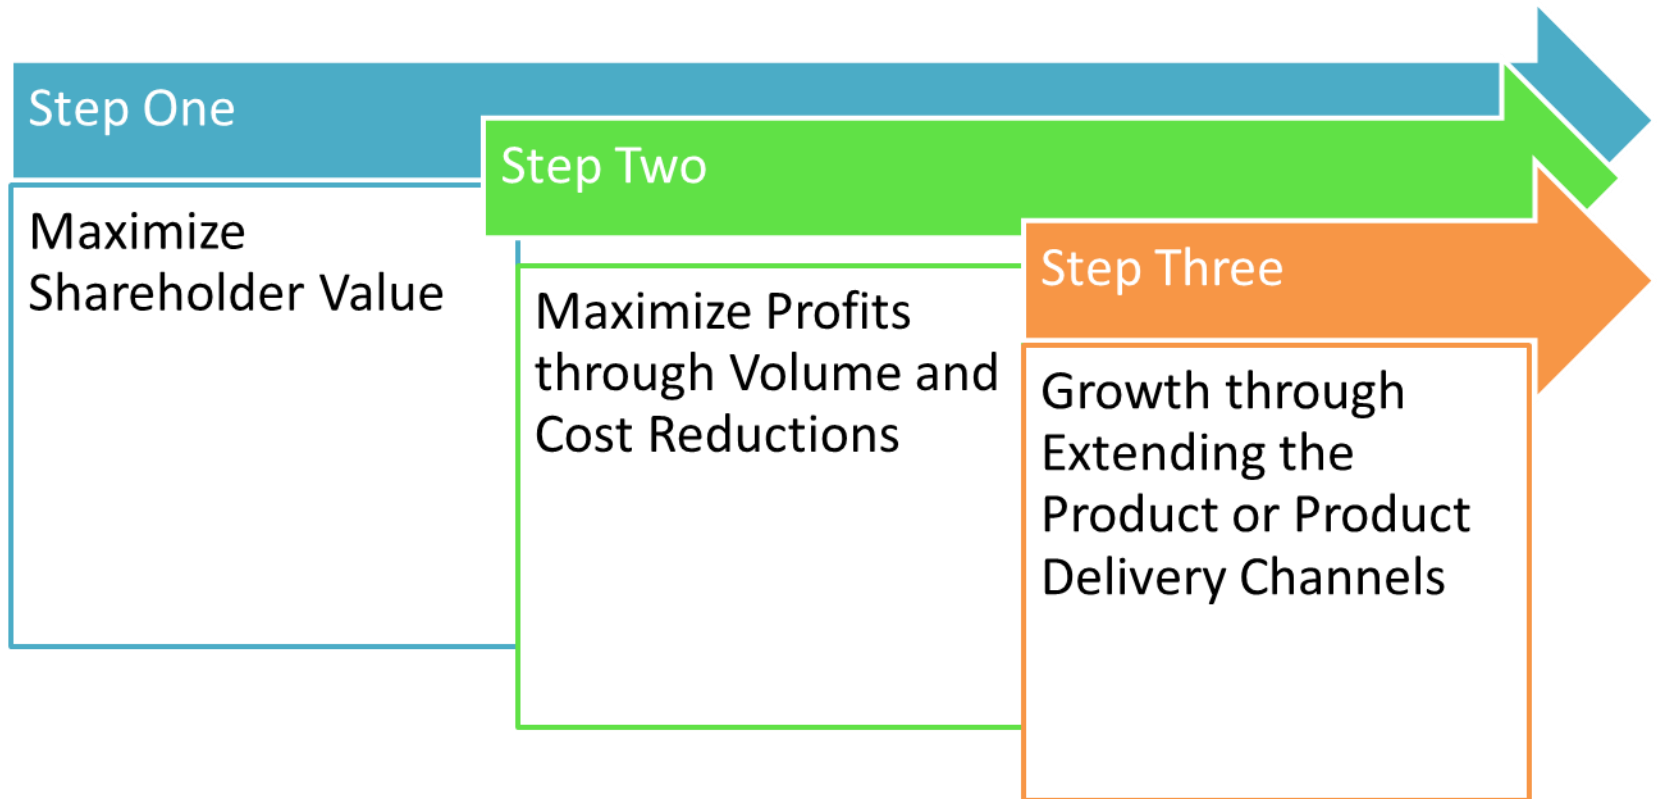 Step One
Maximize
Shareholder Value
Step Two
Maximize Profits
through Volume and
Cost Reductions
Step Three
Growth through
Extending the
Product or Product
Delivery Channels